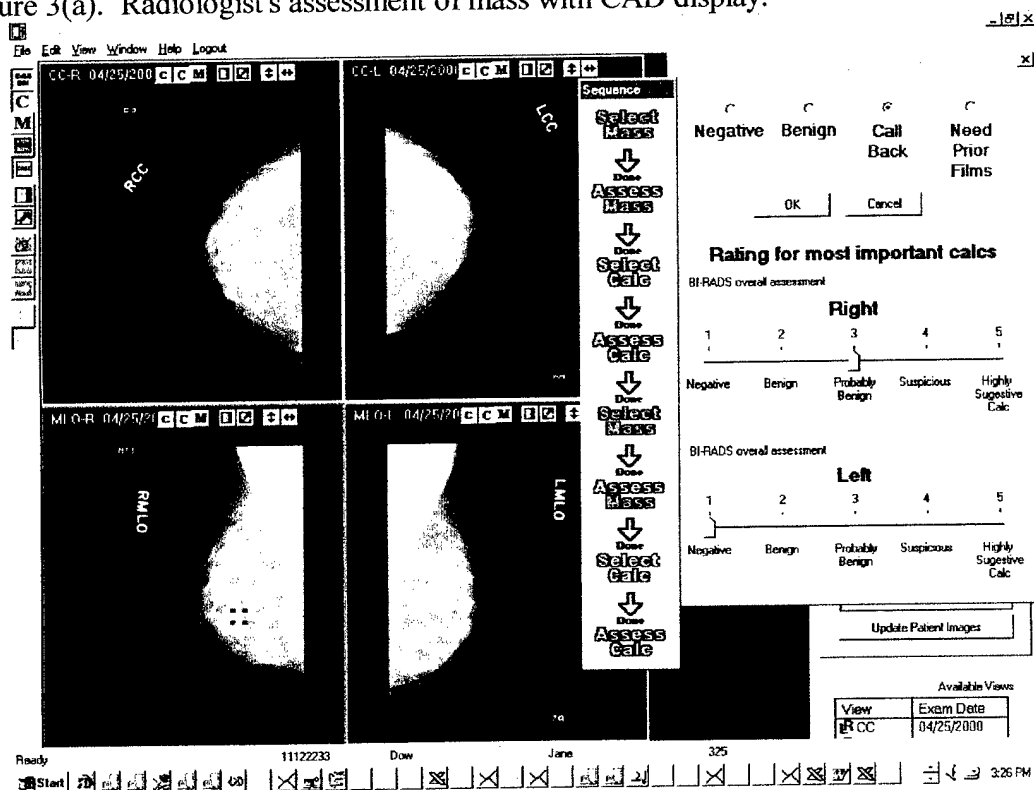 ure 3(a). Radiologist's assessment of mass with CAD display.
File Edit View Window Help Logout
CC-R 04/25/200 C C M
CC-L 04/25/200 C C M
C
M
RCC
LCC
MLO-R 04/25/20 C C M
MLO-L 04/25/20 C C M
RMLO
LMLO
Sequence
Select
Mass
Done
Assess
Mass
Done
Select
Calc
Done
Assess
Calc
Done
Select
Mass
Done
Assess
Mass
Done
Select
Calc
Done
Assess
Calc
Negative Benign Call Back Need Prior Films
OK Cancel
Rating for most important calcs
BI-RADS overall assessment
Right
1 2 3 4 5
Negative Benign Probably Benign Suspicious Highly Sugestive Calc
BI-RADS overall assessment
Left
1 2 3 4 5
Negative Benign Probably Benign Suspicious Highly Sugestive Calc
Update Patient Images
Available Views
View Exam Date
R CC 04/25/2000
Ready 11122233 Dow Jane 325
Start 3:26 PM